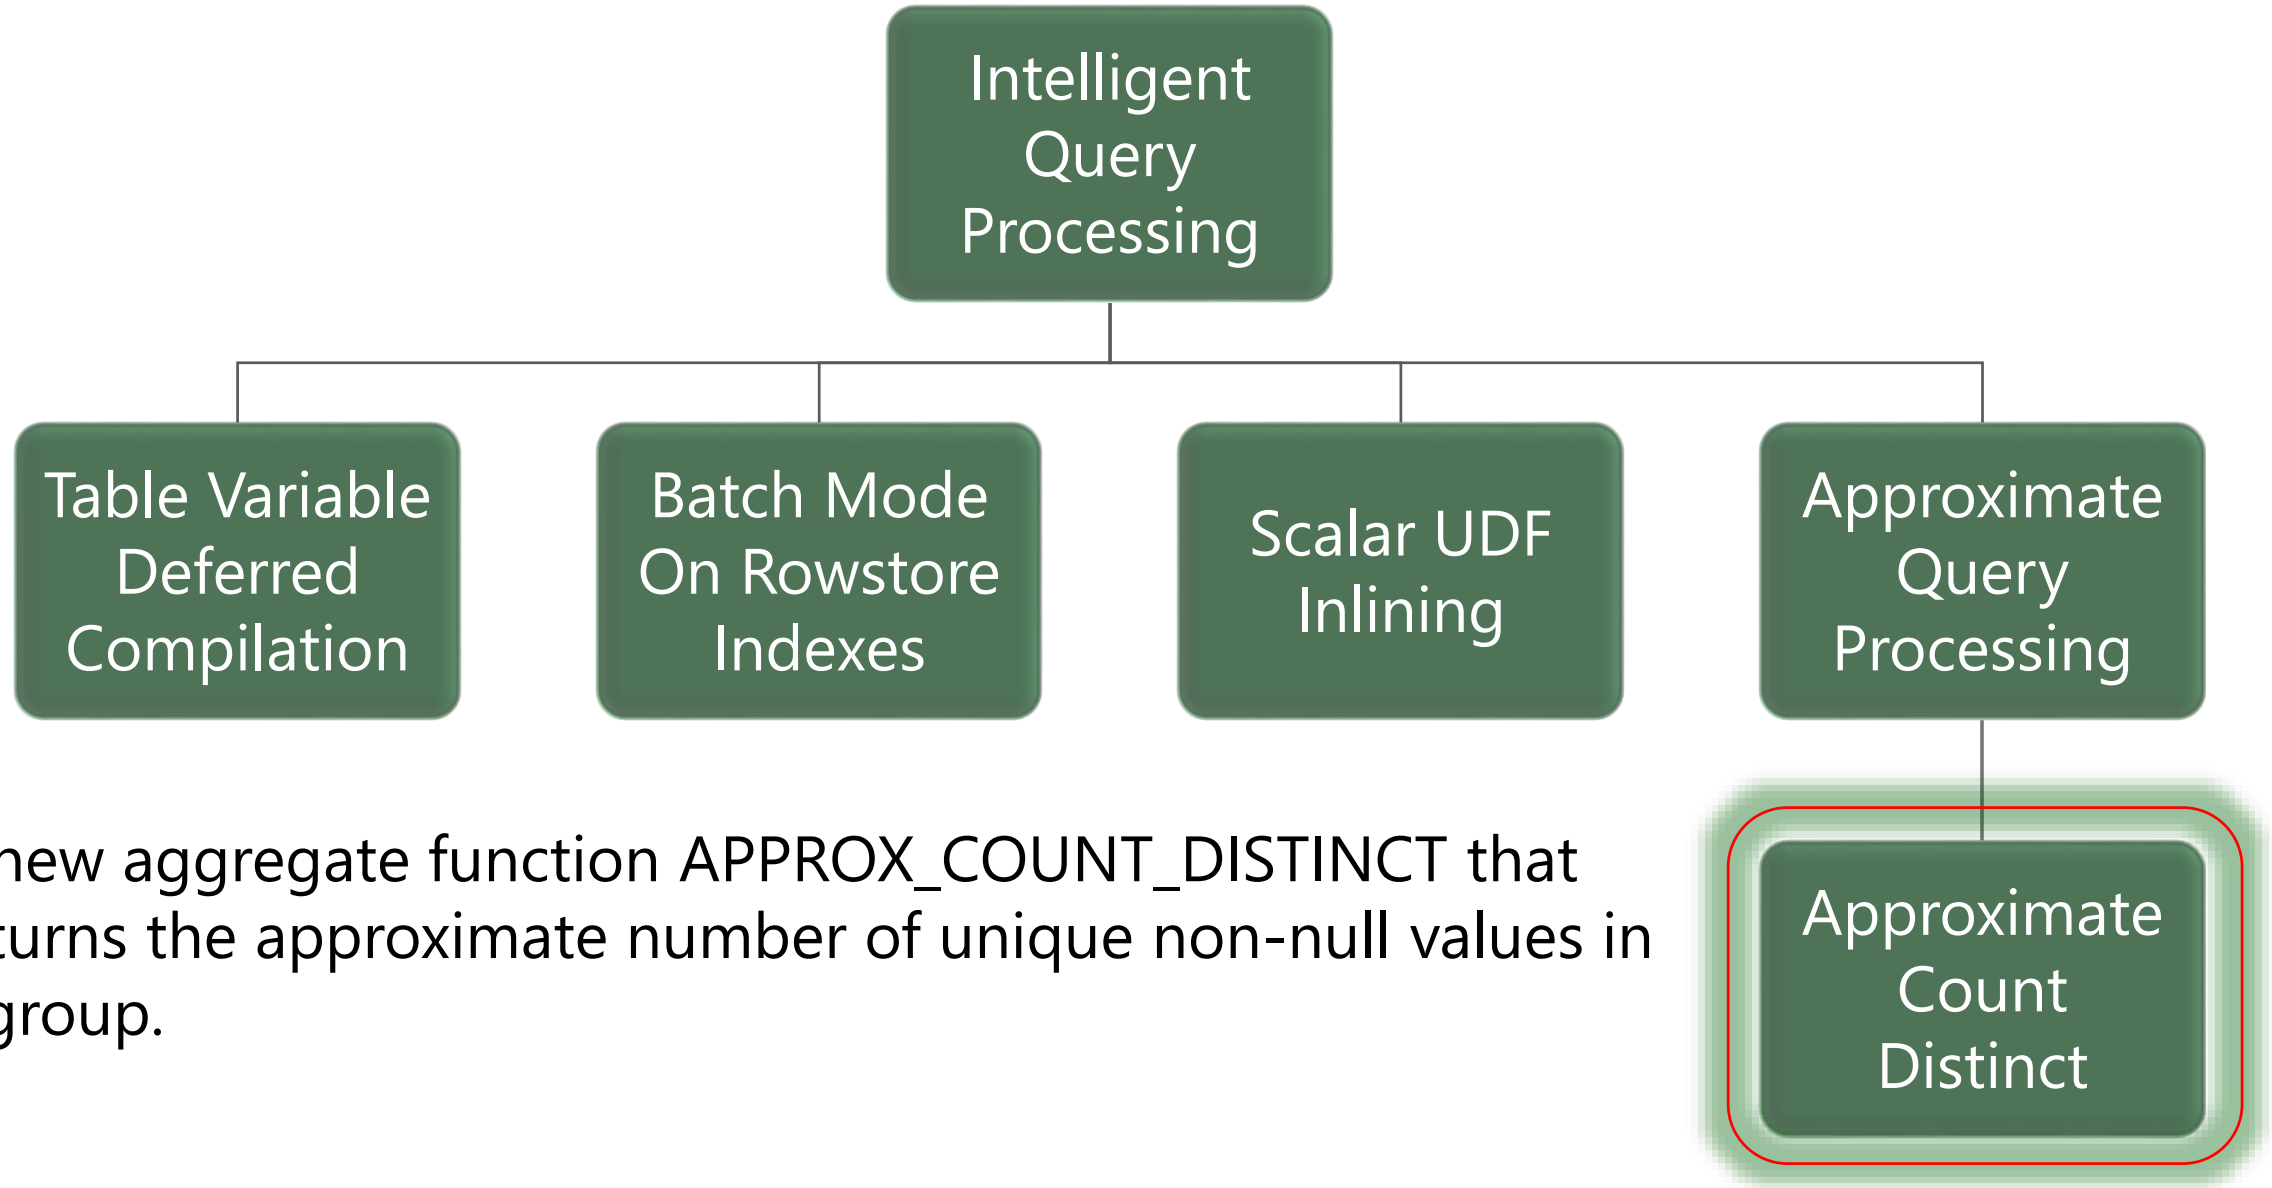 Intelligent
Query
Processing
Table Variable
Deferred
Compilation
Batch Mode
On Rowstore
Indexes
Scalar UDF
Inlining
Approximate
Query
Processing
new aggregate function APPROX_COUNT_DISTINCT that
turns the approximate number of unique non-null values in
group.
Approximate
Count
Distinct